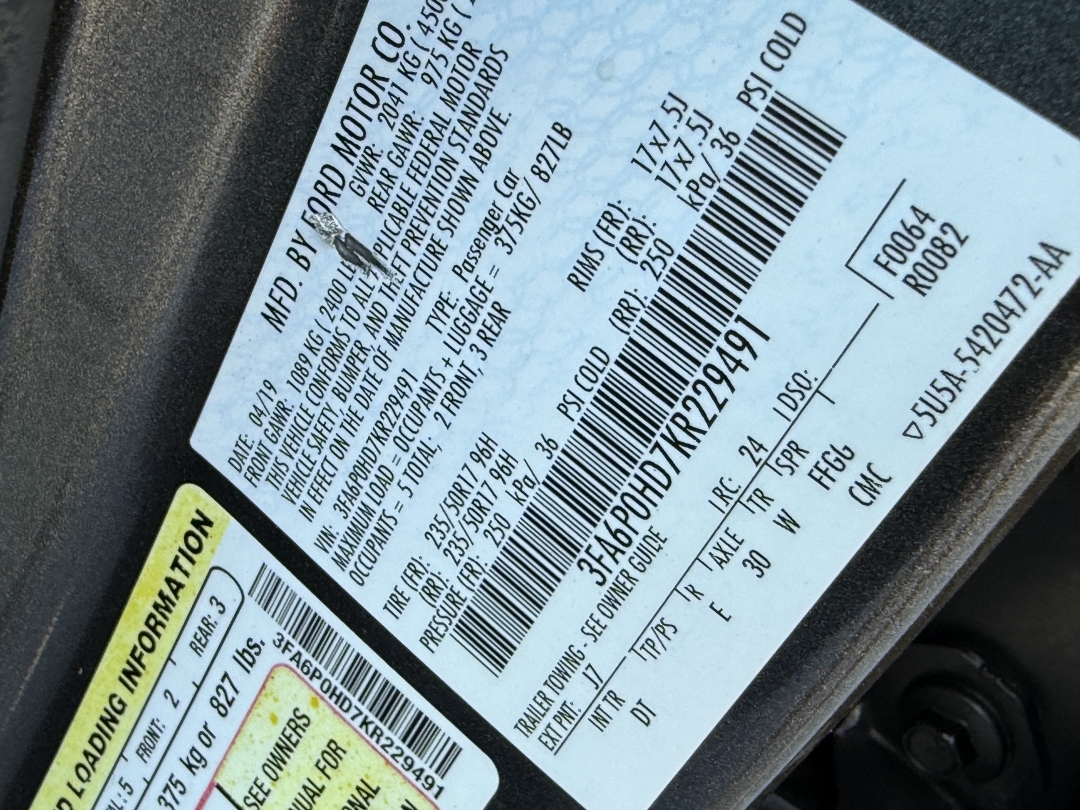 MFD. BY FORD MOTOR CO.
DATE: 04/19 GVWR: 2041 KG ( 450
FRONT GAWR: 1089 KG ( 2400 REAR GAWR: 975 KG (
THIS VEHICLE CONFORMS TO ALL APPLICABLE FEDERAL MOTOR
VEHICLE SAFETY, BUMPER, AND THEFT PREVENTION STANDARDS
IN EFFECT ON THE DATE OF MANUFACTURE SHOWN ABOVE.
VIN: 3FA6P0HD7KR229491 TYPE: Passenger Car
MAXIMUM LOAD = OCCUPANTS + LUGGAGE = 375KG/ 827LB
OCCUPANTS = 5 TOTAL, 2 FRONT, 3 REAR
TIRE (FR): 235/50R17 96H RIMS (FR): 17x7.5J
(RR): 235/50R17 96H (RR): 17x7.5J
PRESSURE (FR): 250 kPa/ 36 PSI COLD (RR): 250 kPa/ 36 PSI COLD
3FA6P0HD7KR229491
TRAILER TOWING - SEE OWNER GUIDE
EXT PNT: J7 RC: 24 DSO: F0064
R0082
INT TR TP/PS R AXLE TR SPR
DT E 30 W FFGG
CMC
▽5U5A-5420472-AA
LOADING INFORMATION
5 FRONT: 2 REAR: 3
375 kg or 827 lbs.
3FA6P0HD7KR229491
SEE OWNERS
FOR